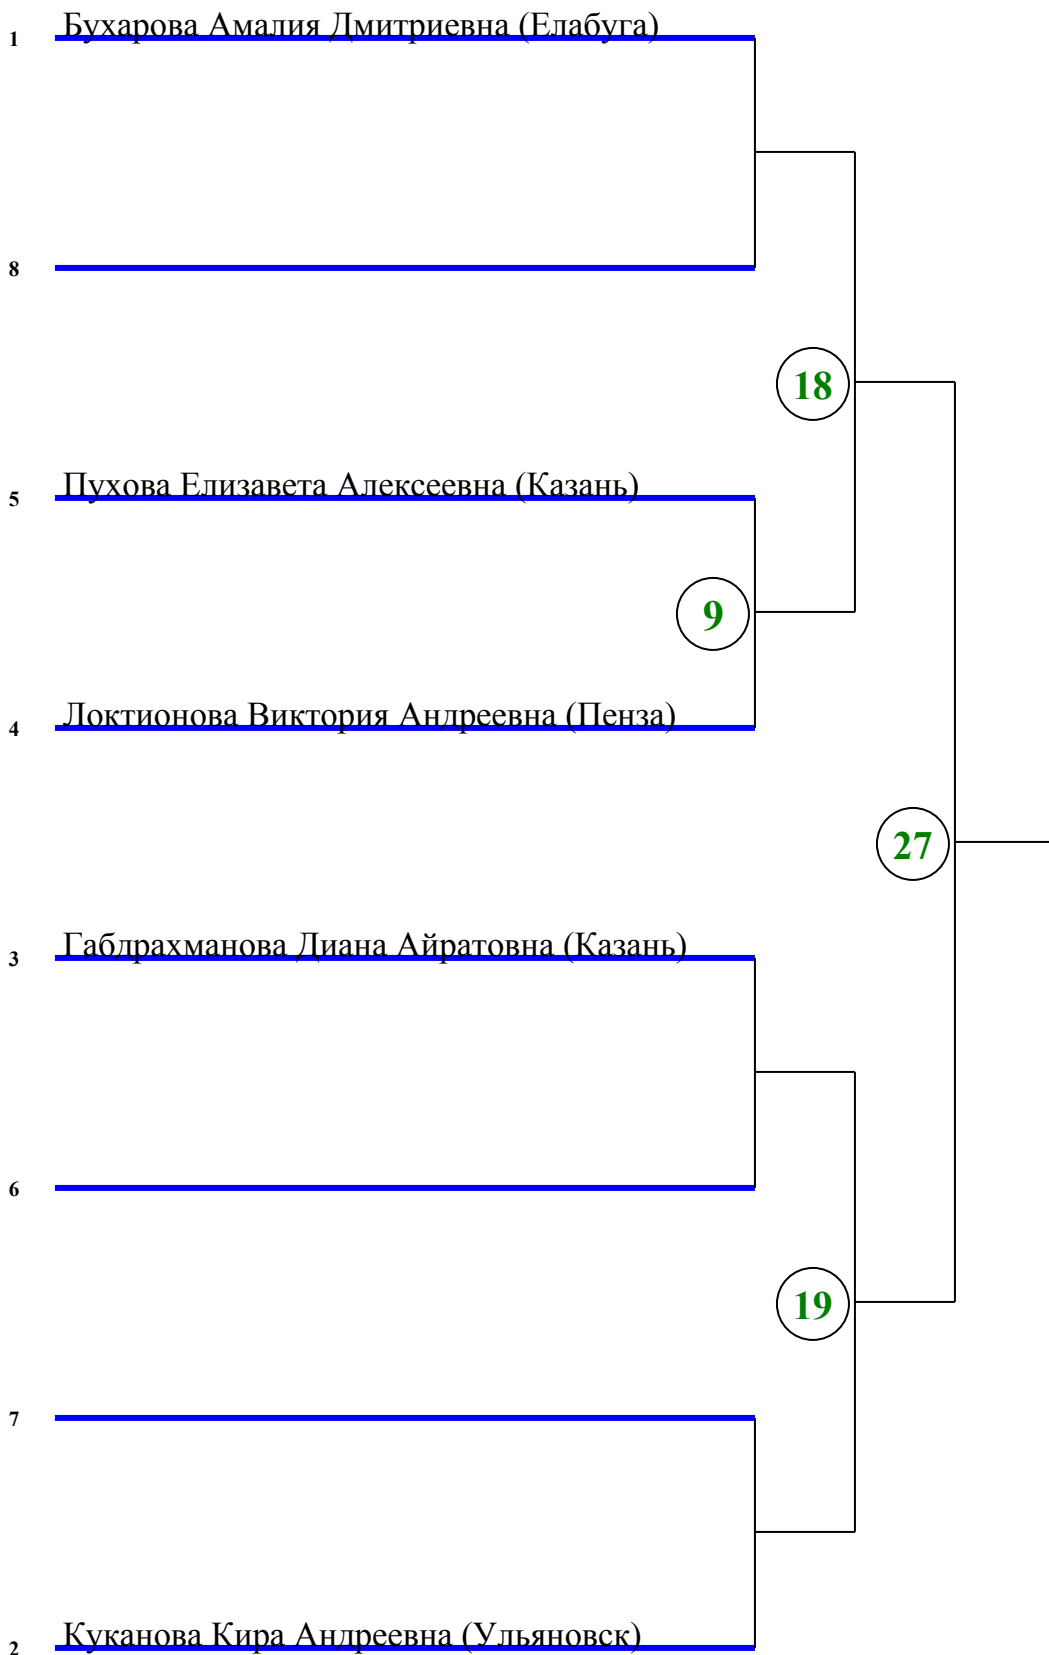 1 Бухарова Амалия Дмитриевна (Елабуга)
8
18
5 Пухова Елизавета Алексеевна (Казань)
9
4 Локтионова Виктория Андреевна (Пенза)
27
3 Габдрахманова Диана Айратовна (Казань)
6
19
7
2 Куканова Кира Андреевна (Ульяновск)